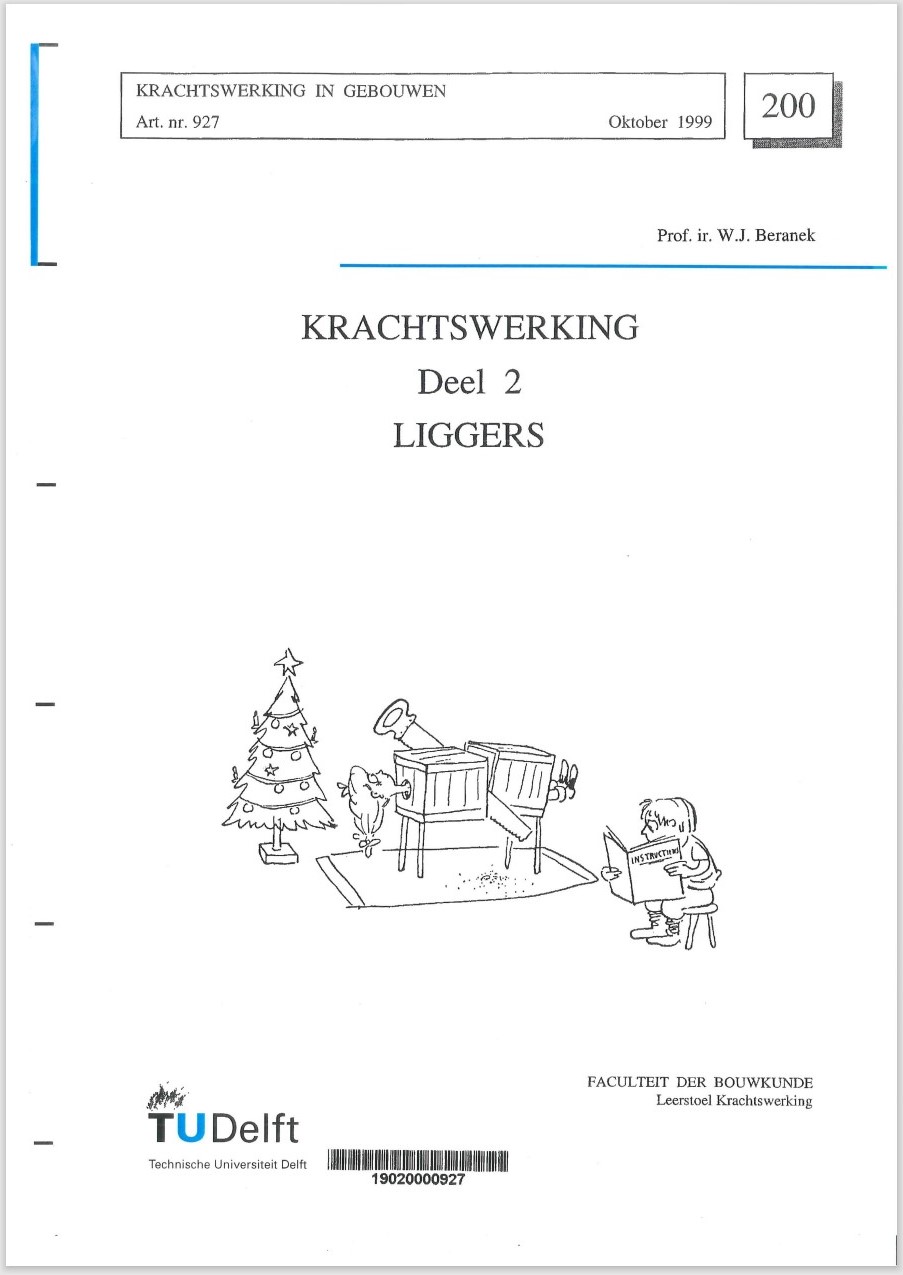 KRACHTSWERKING IN GEBOUWEN
Art. nr. 927 Oktober 1999
200
Prof. ir. W.J. Beranek
KRACHTSWERKING
Deel 2
LIGGERS
INSTRUCTIONS
FACULTEIT DER BOUWKUNDE
Leerstoel Krachtswerking
TUDelft
Technische Universiteit Delft
19020000927